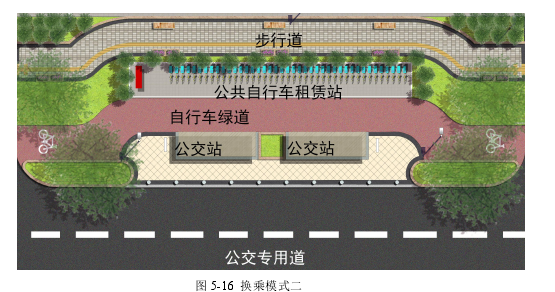 步行道
公共自行车租赁站
自行车绿道
公交站 公交站
公交专用道
图 5-16 换乘模式二